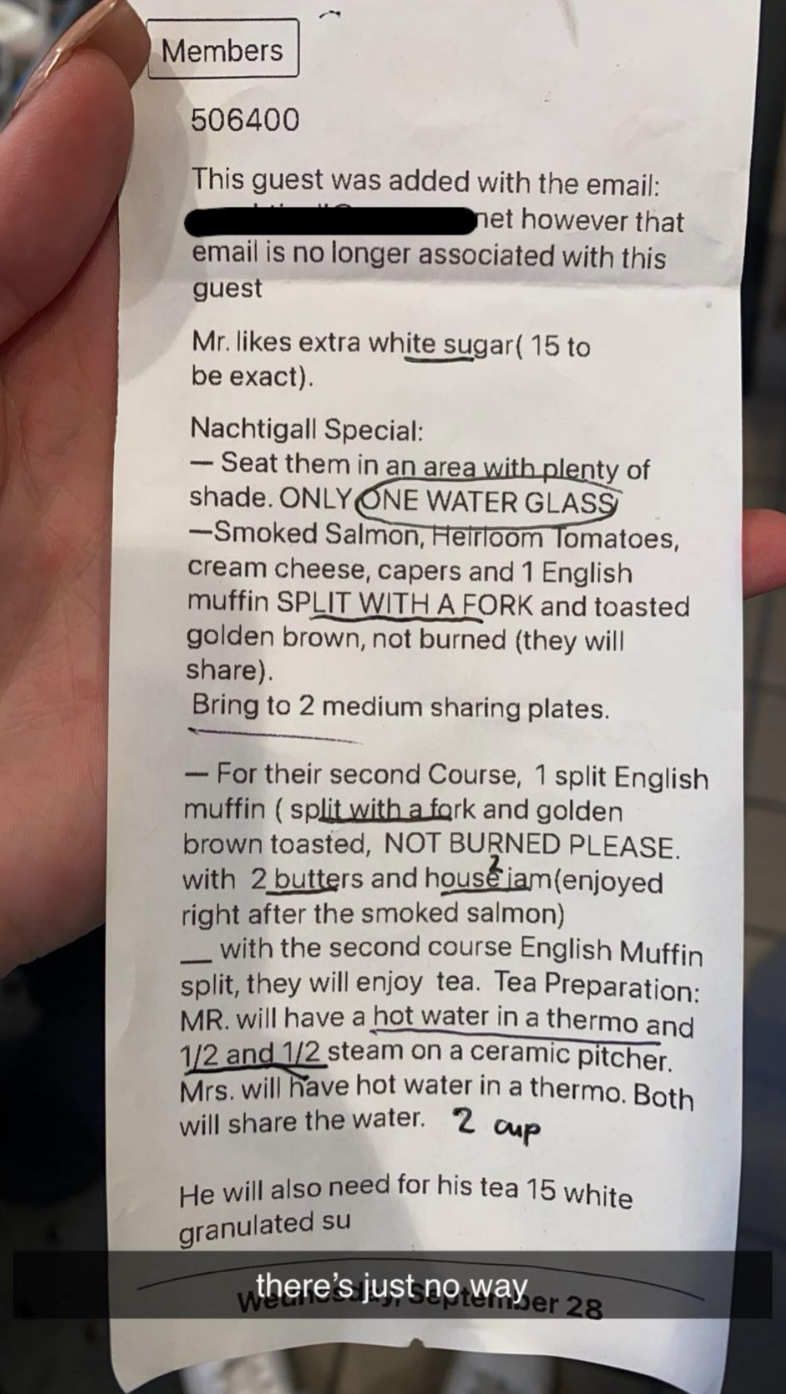 Members
506400
This guest was added with the email:
net however that
email is no longer associated with this
guest
Mr. likes extra white sugar( 15 to
be exact).
Nachtigall Special:
— Seat them in an area with plenty of
shade. ONLY ONE WATER GLASS
—Smoked Salmon, Heirloom Tomatoes,
cream cheese, capers and 1 English
muffin SPLIT WITH A FORK and toasted
golden brown, not burned (they will
share).
Bring to 2 medium sharing plates.
— For their second Course, 1 split English
muffin ( split with a fork and golden
brown toasted, NOT BURNED PLEASE.
2
with 2 butters and house jam(enjoyed
right after the smoked salmon)
__ with the second course English Muffin
split, they will enjoy tea. Tea Preparation:
MR. will have a hot water in a thermo and
1/2 and 1/2 steam on a ceramic pitcher.
Mrs. will have hot water in a thermo. Both
will share the water. 2 cup
He will also need for his tea 15 white
granulated su
there's just no way
Wednesday, September 28